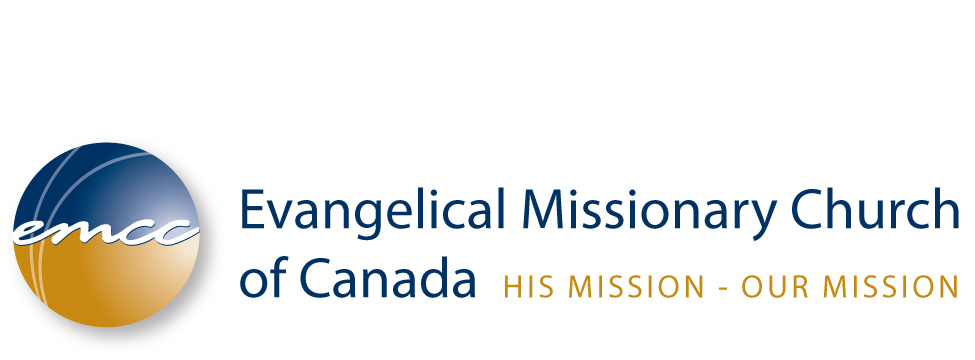 emcc
Evangelical Missionary Church
of Canada HIS MISSION - OUR MISSION